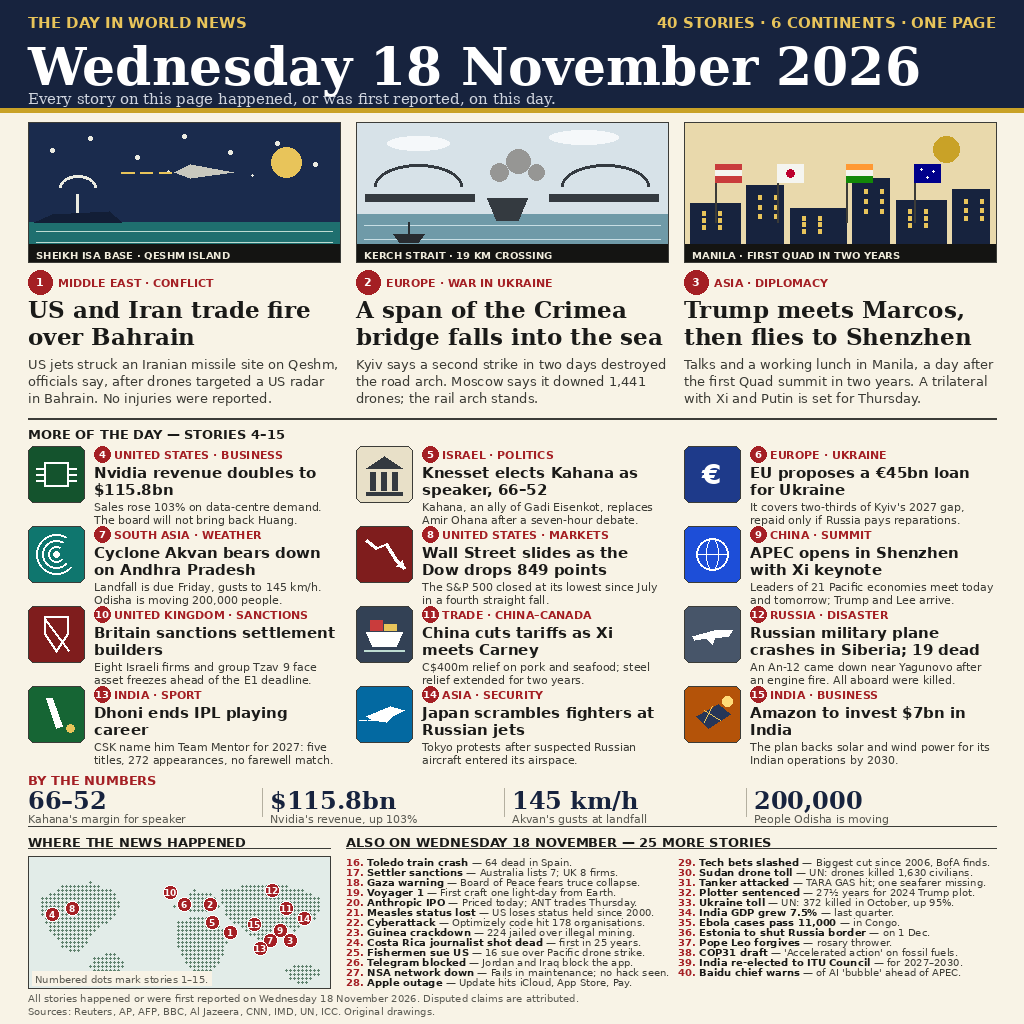 THE DAY IN WORLD NEWS
40 STORIES · 6 CONTINENTS · ONE PAGE
Wednesday 18 November 2026
Every story on this page happened, or was first reported, on this day.
SHEIKH ISA BASE · QESHM ISLAND
1 MIDDLE EAST · CONFLICT
US and Iran trade fire
over Bahrain
US jets struck an Iranian missile site on Qeshm,
officials say, after drones targeted a US radar
in Bahrain. No injuries were reported.
KERCH STRAIT · 19 KM CROSSING
2 EUROPE · WAR IN UKRAINE
A span of the Crimea
bridge falls into the sea
Kyiv says a second strike in two days destroyed
the road arch. Moscow says it downed 1,441
drones; the rail arch stands.
MANILA · FIRST QUAD IN TWO YEARS
3 ASIA · DIPLOMACY
Trump meets Marcos,
then flies to Shenzhen
Talks and a working lunch in Manila, a day after
the first Quad summit in two years. A trilateral
with Xi and Putin is set for Thursday.
MORE OF THE DAY — STORIES 4–15
4 UNITED STATES · BUSINESS
Nvidia revenue doubles to
$115.8bn
Sales rose 103% on data-centre demand.
The board will not bring back Huang.
5 ISRAEL · POLITICS
Knesset elects Kahana as
speaker, 66–52
Kahana, an ally of Gadi Eisenkot, replaces
Amir Ohana after a seven-hour debate.
€
6 EUROPE · UKRAINE
EU proposes a €45bn loan
for Ukraine
It covers two-thirds of Kyiv's 2027 gap,
repaid only if Russia pays reparations.
7 SOUTH ASIA · WEATHER
Cyclone Akvan bears down
on Andhra Pradesh
Landfall is due Friday, gusts to 145 km/h.
Odisha is moving 200,000 people.
8 UNITED STATES · MARKETS
Wall Street slides as the
Dow drops 849 points
The S&P 500 closed at its lowest since July
in a fourth straight fall.
9 CHINA · SUMMIT
APEC opens in Shenzhen
with Xi keynote
Leaders of 21 Pacific economies meet today
and tomorrow; Trump and Lee arrive.
10 UNITED KINGDOM · SANCTIONS
Britain sanctions settlement
builders
Eight Israeli firms and group Tzav 9 face
asset freezes ahead of the E1 deadline.
11 TRADE · CHINA–CANADA
China cuts tariffs as Xi
meets Carney
C$400m relief on pork and seafood; steel
relief extended for two years.
12 RUSSIA · DISASTER
Russian military plane
crashes in Siberia; 19 dead
An An-12 came down near Yagunovo after
an engine fire. All aboard were killed.
13 INDIA · SPORT
Dhoni ends IPL playing
career
CSK name him Team Mentor for 2027: five
titles, 272 appearances, no farewell match.
14 ASIA · SECURITY
Japan scrambles fighters at
Russian jets
Tokyo protests after suspected Russian
aircraft entered its airspace.
15 INDIA · BUSINESS
Amazon to invest $7bn in
India
The plan backs solar and wind power for its
Indian operations by 2030.
BY THE NUMBERS
66–52
Kahana's margin for speaker
$115.8bn
Nvidia's revenue, up 103%
145 km/h
Akvan's gusts at landfall
200,000
People Odisha is moving
WHERE THE NEWS HAPPENED
10
12
8
6
2
11
4
14
5
15
9
1
7
3
13
Numbered dots mark stories 1–15.
ALSO ON WEDNESDAY 18 NOVEMBER — 25 MORE STORIES
16. Toledo train crash — 64 dead in Spain.
17. Settler sanctions — Australia lists 7; UK 8 firms.
18. Gaza warning — Board of Peace fears truce collapse.
19. Voyager 1 — First craft one light-day from Earth.
20. Anthropic IPO — Priced today; ANT trades Thursday.
21. Measles status lost — US loses status held since 2000.
22. Cyberattack — Optimizely code hit 178 organisations.
23. Guinea crackdown — 224 jailed over illegal mining.
24. Costa Rica journalist shot dead — first in 25 years.
25. Fishermen sue US — 16 sue over Pacific drone strike.
26. Telegram blocked — Jordan and Iraq block the app.
27. NSA network down — Fails in maintenance; no hack seen.
28. Apple outage — Update hits iCloud, App Store, Pay.
29. Tech bets slashed — Biggest cut since 2006, BofA finds.
30. Sudan drone toll — UN: drones killed 1,630 civilians.
31. Tanker attacked — TARA GAS hit; one seafarer missing.
32. Plotter sentenced — 27½ years for 2024 Trump plot.
33. Ukraine toll — UN: 372 killed in October, up 95%.
34. India GDP grew 7.5% — last quarter.
35. Ebola cases pass 11,000 — in Congo.
36. Estonia to shut Russia border — on 1 Dec.
37. Pope Leo forgives — rosary thrower.
38. COP31 draft — 'Accelerated action' on fossil fuels.
39. India re-elected to ITU Council — for 2027–2030.
40. Baidu chief warns — of AI 'bubble' ahead of APEC.
All stories happened or were first reported on Wednesday 18 November 2026. Disputed claims are attributed.
Sources: Reuters, AP, AFP, BBC, Al Jazeera, CNN, IMD, UN, ICC. Original drawings.